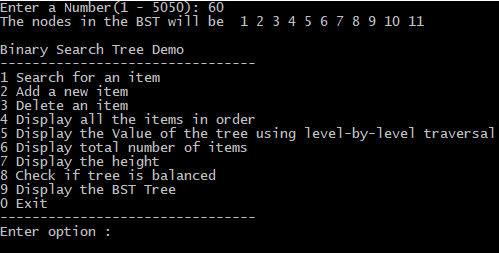 Enter a Number(1 - 5050): 60
The nodes in the BST will be  1 2 3 4 5 6 7 8 9 10 11
Binary Search Tree Demo
--------------------------------
1 Search for an item
2 Add a new item
3 Delete an item
4 Display all the items in order
5 Display the Value of the tree using level-by-level traversal
6 Display total number of items
7 Display the height
8 Check if tree is balanced
9 Display the BST Tree
0 Exit
--------------------------------
Enter option :